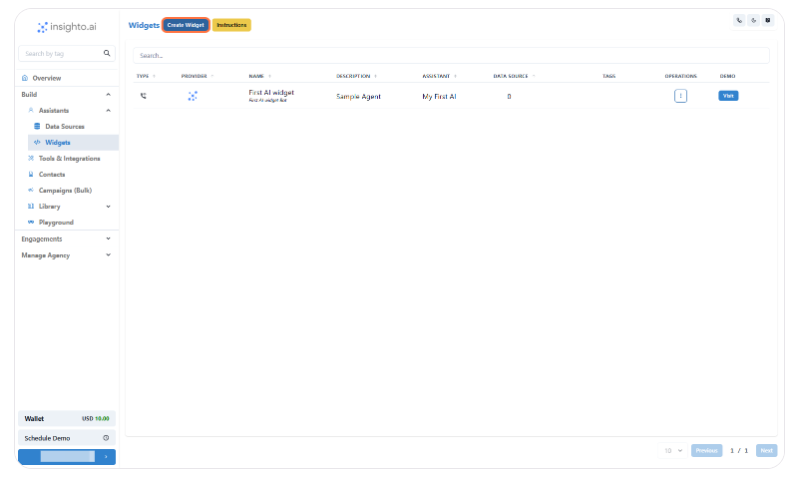 insighto.ai
Widgets
Create Widget
Instructions
Search by tag
Search...
Overview
TYPE
PROVIDER
NAME
DESCRIPTION
ASSISTANT
DATA SOURCE
TAGS
OPERATIONS
DEMO
First AI widget
First AI widget Bot
Sample Agent
My First AI
0
Visit
Build
Assistants
Data Sources
Widgets
Tools & Integrations
Contacts
Campaigns (Bulk)
Library
Playground
Engagements
Manage Agency
Wallet
USD 10.00
Schedule Demo
10
Previous
1 / 1
Next